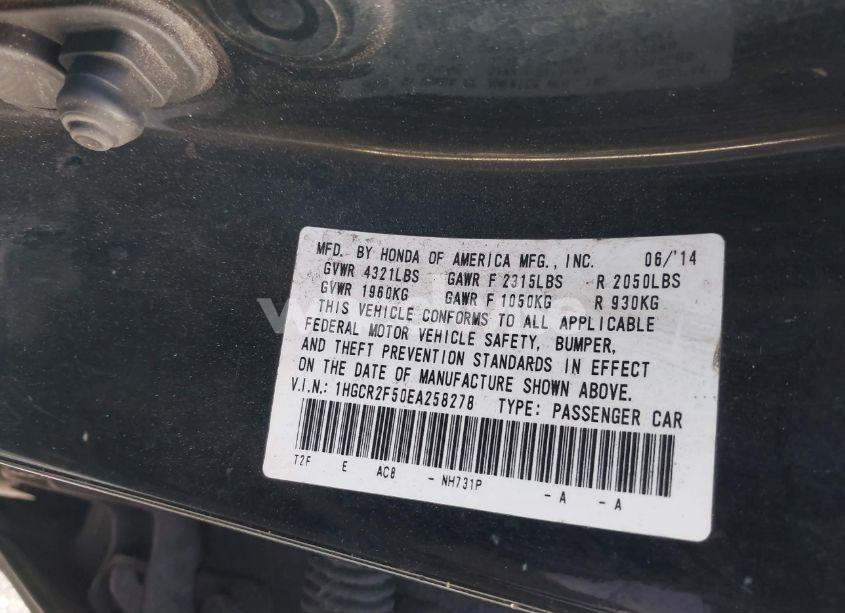 MFD. BY HONDA OF AMERICA MFG., INC. 06/'14
GVWR 4321LBS GAWR F 2315LBS R 2050LBS
GVWR 1960KG GAWR F 1050KG R 930KG
THIS VEHICLE CONFORMS TO ALL APPLICABLE
FEDERAL MOTOR VEHICLE SAFETY, BUMPER,
AND THEFT PREVENTION STANDARDS IN EFFECT
ON THE DATE OF MANUFACTURE SHOWN ABOVE.
V.I.N.: 1HGCR2F50EA258278 TYPE: PASSENGER CAR
T2F E AC8 - NH731P - A - A